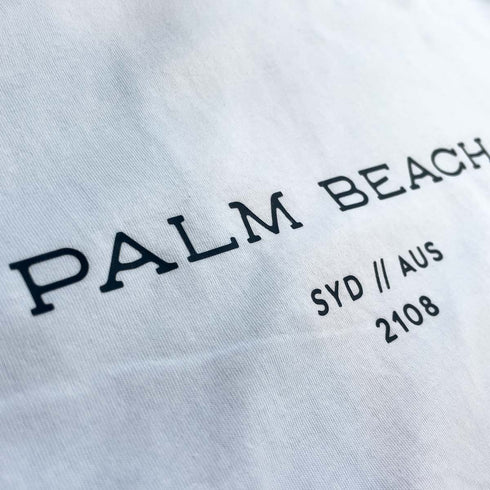 PALM BEACH
SYD // AUS
2108